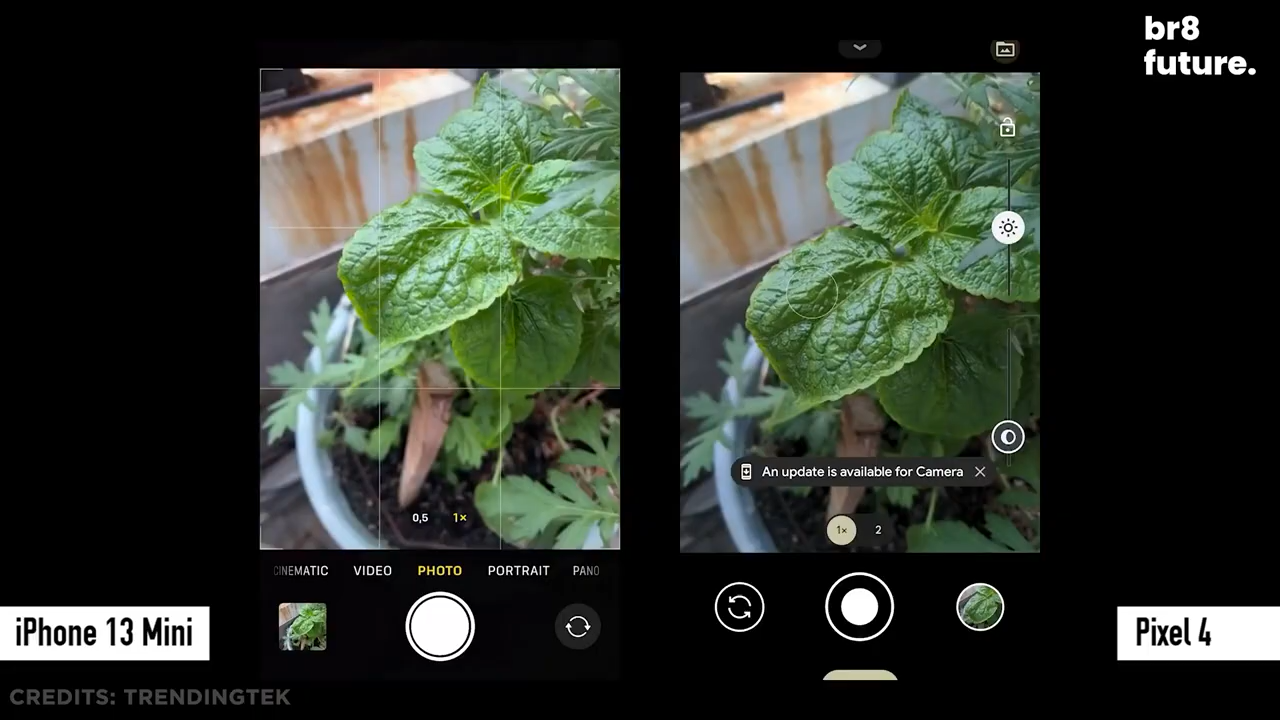 br8
future.
0,5
1×
CINEMATIC
VIDEO
PHOTO
PORTRAIT
PANO
An update is available for Camera
1×
2
iPhone 13 Mini
Pixel 4
CREDITS: TRENDINGTEK